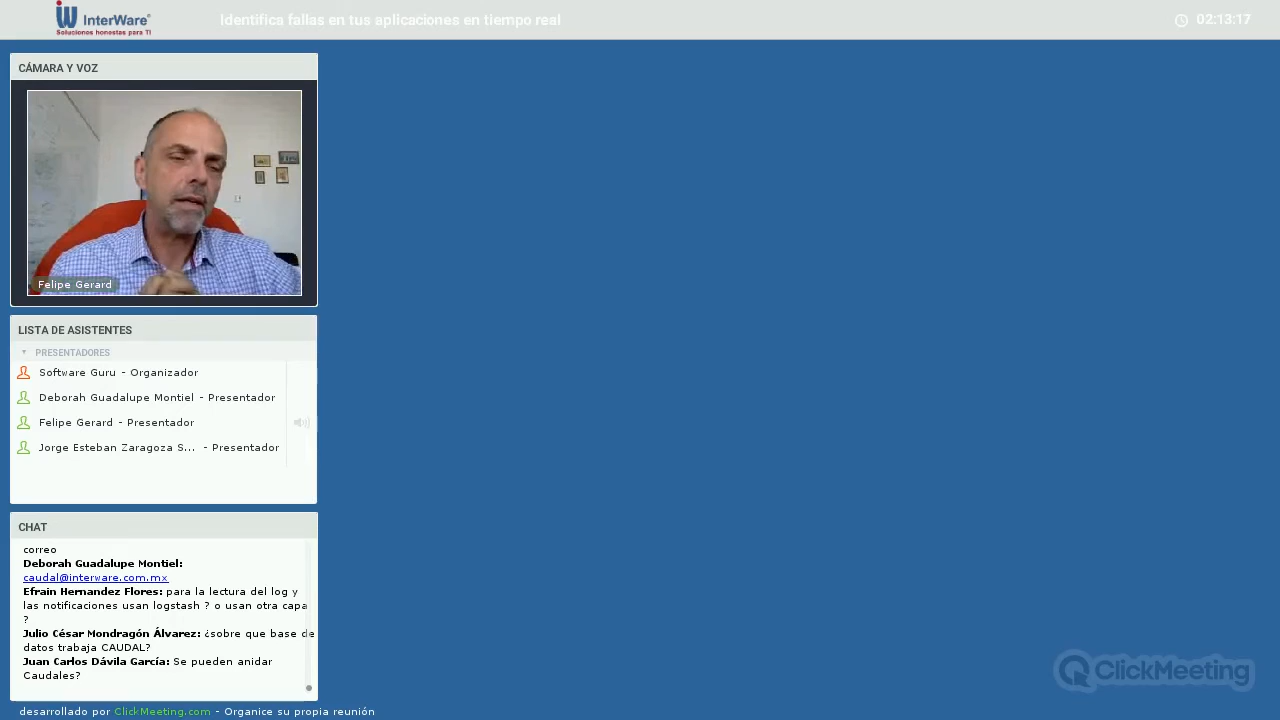 InterWare
Soluciones honestas para TI
Identifica fallas en tus aplicaciones en tiempo real
02:13:17
CÁMARA Y VOZ
Felipe Gerard
LISTA DE ASISTENTES
PRESENTADORES
Software Guru - Organizador
Deborah Guadalupe Montiel - Presentador
Felipe Gerard - Presentador
Jorge Esteban Zaragoza S... - Presentador
CHAT
correo
Deborah Guadalupe Montiel:
caudal@interware.com.mx
Efrain Hernandez Flores: para la lectura del log y
las notificaciones usan logstash ? o usan otra capa
?
Julio César Mondragón Álvarez: ¿sobre que base de
datos trabaja CAUDAL?
Juan Carlos Dávila García: Se pueden anidar
Caudales?
ClickMeeting
desarrollado por ClickMeeting.com - Organice su propia reunión